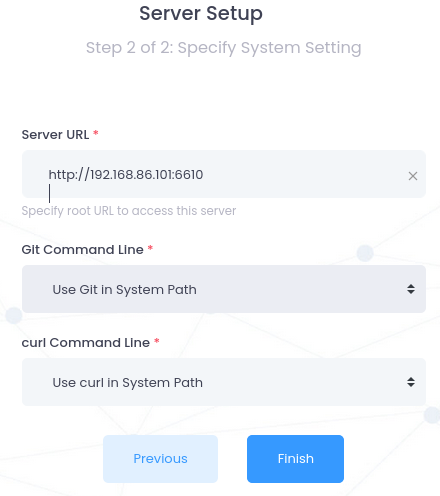 Server Setup
Step 2 of 2: Specify System Setting
Server URL *
http://192.168.86.101:6610
Specify root URL to access this server
Git Command Line *
Use Git in System Path
curl Command Line *
Use curl in System Path
Previous
Finish